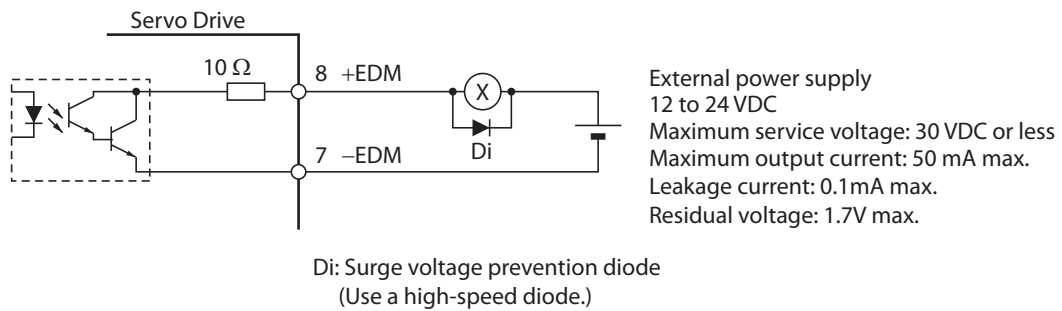 Servo Drive
10 Ω
8 +EDM
X
Di
7 −EDM
External power supply
12 to 24 VDC
Maximum service voltage: 30 VDC or less
Maximum output current: 50 mA max.
Leakage current: 0.1mA max.
Residual voltage: 1.7V max.
Di: Surge voltage prevention diode
(Use a high-speed diode.)